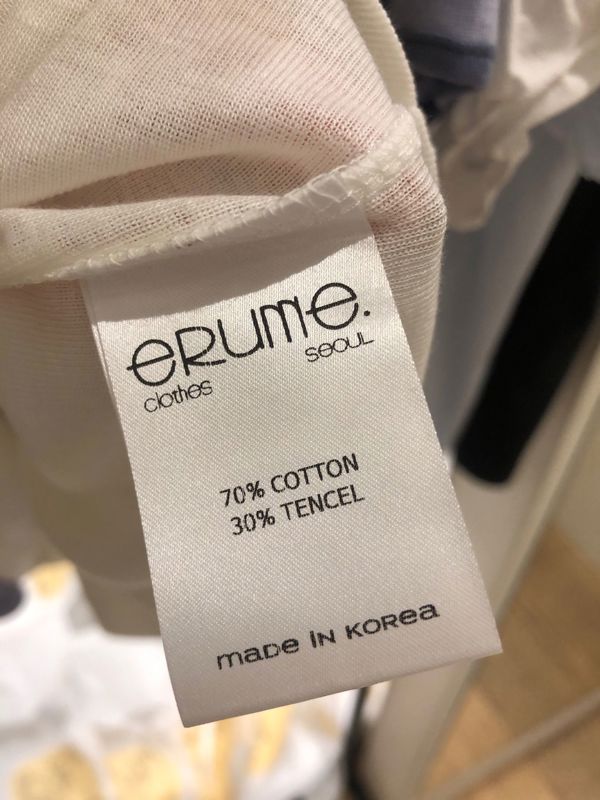 eRUMe.
clothes seoUL
70% COTTON
30% TENCEL
maDe IN KORea